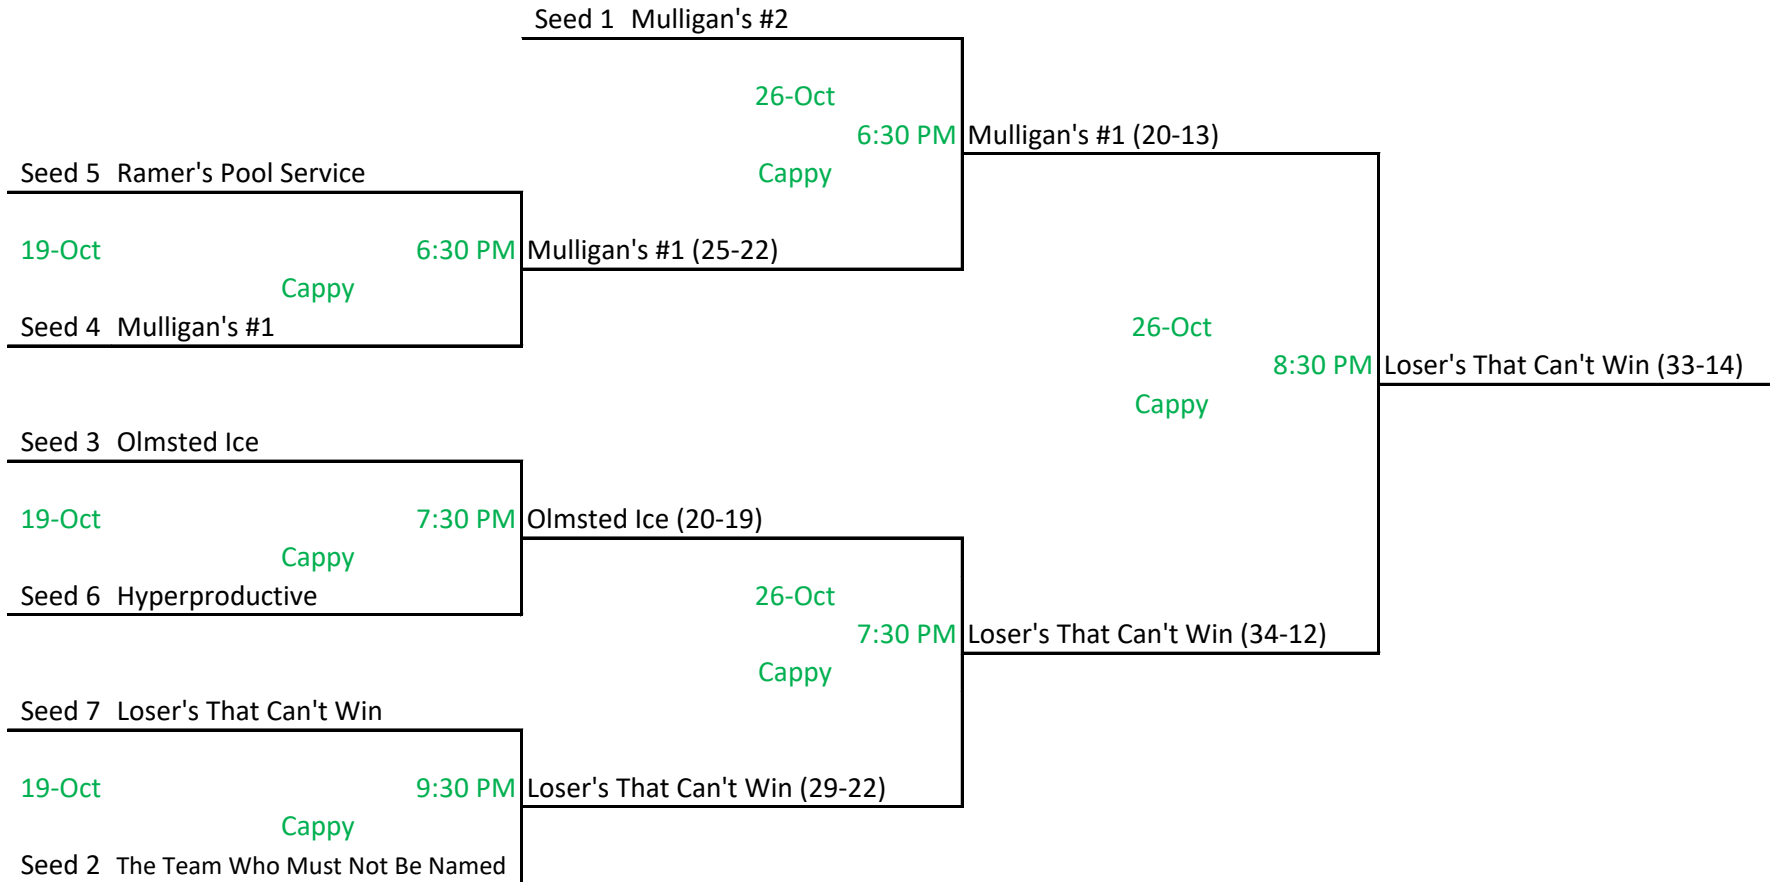 Seed 1 Mulligan's #2
26-Oct
6:30 PM Mulligan's #1 (20-13)
Seed 5 Ramer's Pool Service
Cappy
19-Oct
6:30 PM Mulligan's #1 (25-22)
Cappy
Seed 4 Mulligan's #1
26-Oct
8:30 PM Loser's That Can't Win (33-14)
Cappy
Seed 3 Olmsted Ice
19-Oct
7:30 PM Olmsted Ice (20-19)
Cappy
Seed 6 Hyperproductive
26-Oct
7:30 PM Loser's That Can't Win (34-12)
Cappy
Seed 7 Loser's That Can't Win
19-Oct
9:30 PM Loser's That Can't Win (29-22)
Cappy
Seed 2 The Team Who Must Not Be Named